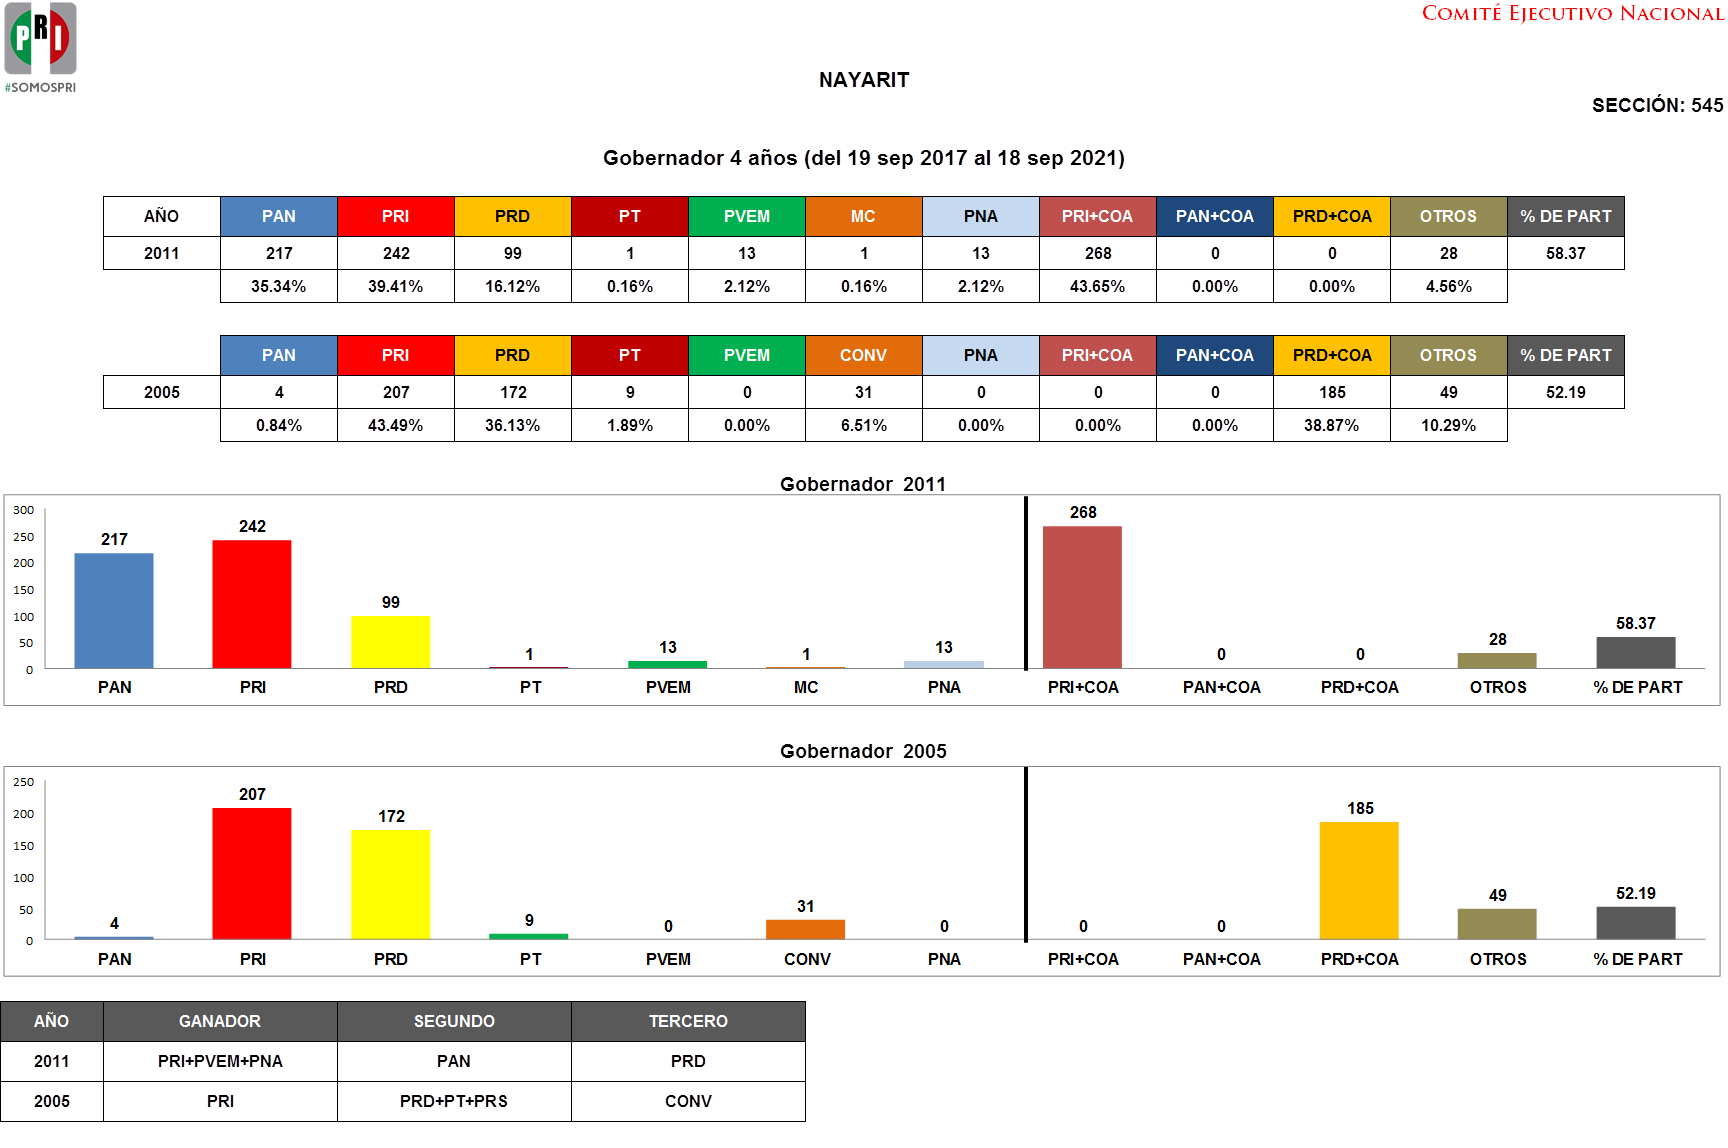 PRI
#SOMOSPRI
COMITÉ EJECUTIVO NACIONAL
NAYARIT
SECCIÓN: 545
Gobernador 4 años (del 19 sep 2017 al 18 sep 2021)
AÑO PAN PRI PRD PT PVEM MC PNA PRI+COA PAN+COA PRD+COA OTROS % DE PART
2011 217 242 99 1 13 1 13 268 0 0 28 58.37
35.34% 39.41% 16.12% 0.16% 2.12% 0.16% 2.12% 43.65% 0.00% 0.00% 4.56%
PAN PRI PRD PT PVEM CONV PNA PRI+COA PAN+COA PRD+COA OTROS % DE PART
2005 4 207 172 9 0 31 0 0 0 185 49 52.19
0.84% 43.49% 36.13% 1.89% 0.00% 6.51% 0.00% 0.00% 0.00% 38.87% 10.29%
Gobernador 2011
300
250
200
150
100
50
0
217 242 99 1 13 1 13 268 0 0 28 58.37
PAN PRI PRD PT PVEM MC PNA PRI+COA PAN+COA PRD+COA OTROS % DE PART
Gobernador 2005
250
200
150
100
50
0
4 207 172 9 0 31 0 0 0 185 49 52.19
PAN PRI PRD PT PVEM CONV PNA PRI+COA PAN+COA PRD+COA OTROS % DE PART
AÑO GANADOR SEGUNDO TERCERO
2011 PRI+PVEM+PNA PAN PRD
2005 PRI PRD+PT+PRS CONV